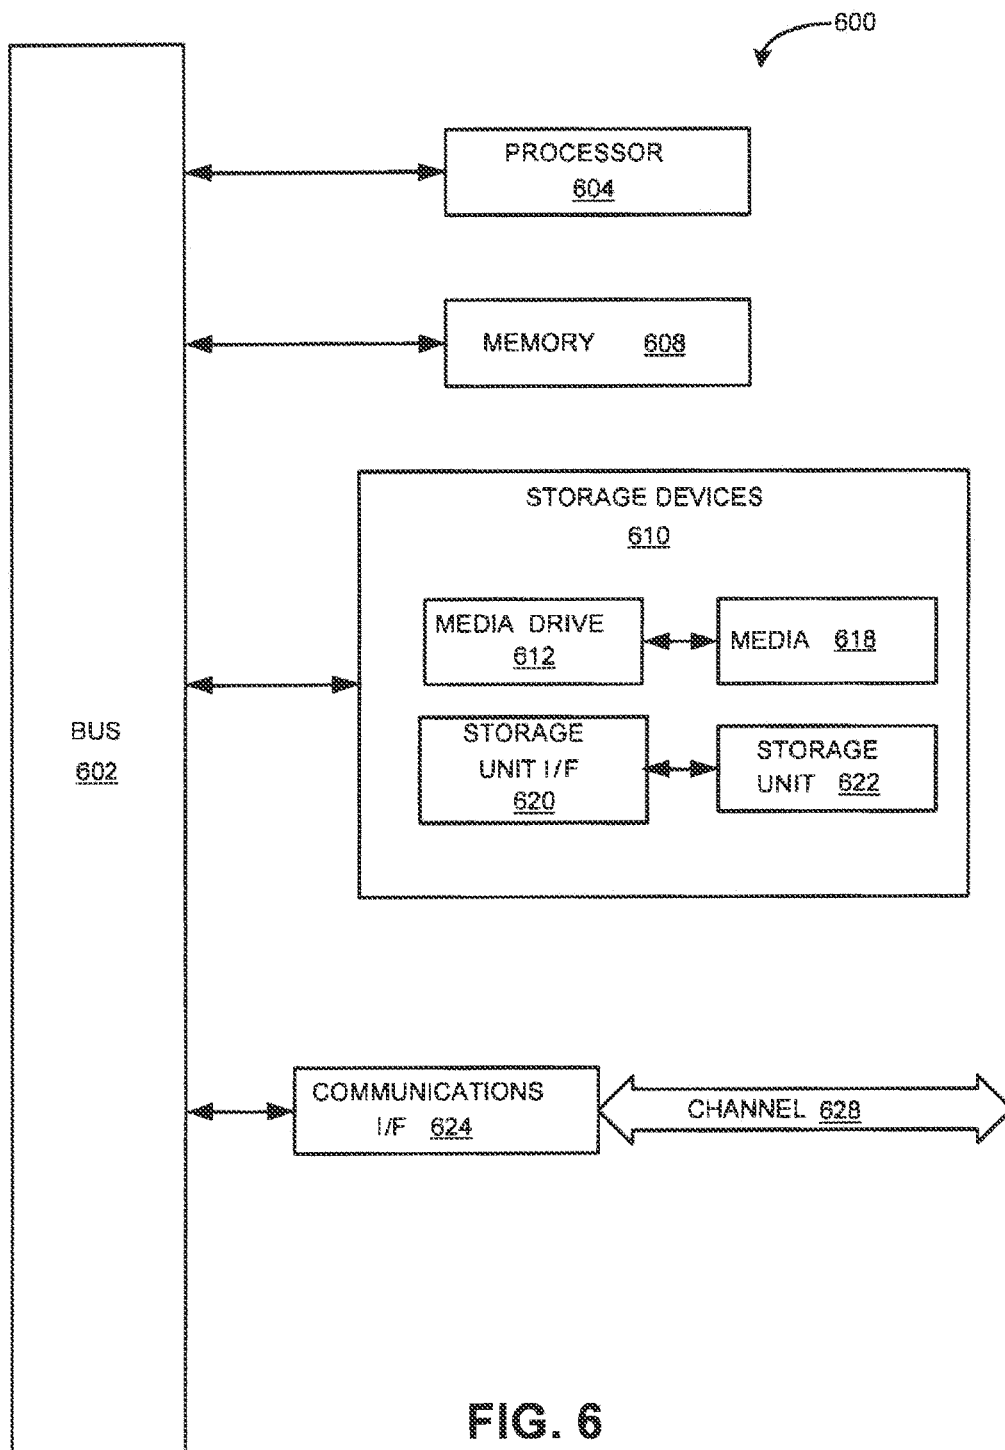 600
PROCESSOR
604
MEMORY 608
STORAGE DEVICES
610
MEDIA DRIVE
612
MEDIA 618
STORAGE
UNIT I/F
620
STORAGE
UNIT 622
BUS
602
COMMUNICATIONS
I/F 624
CHANNEL 628
FIG. 6